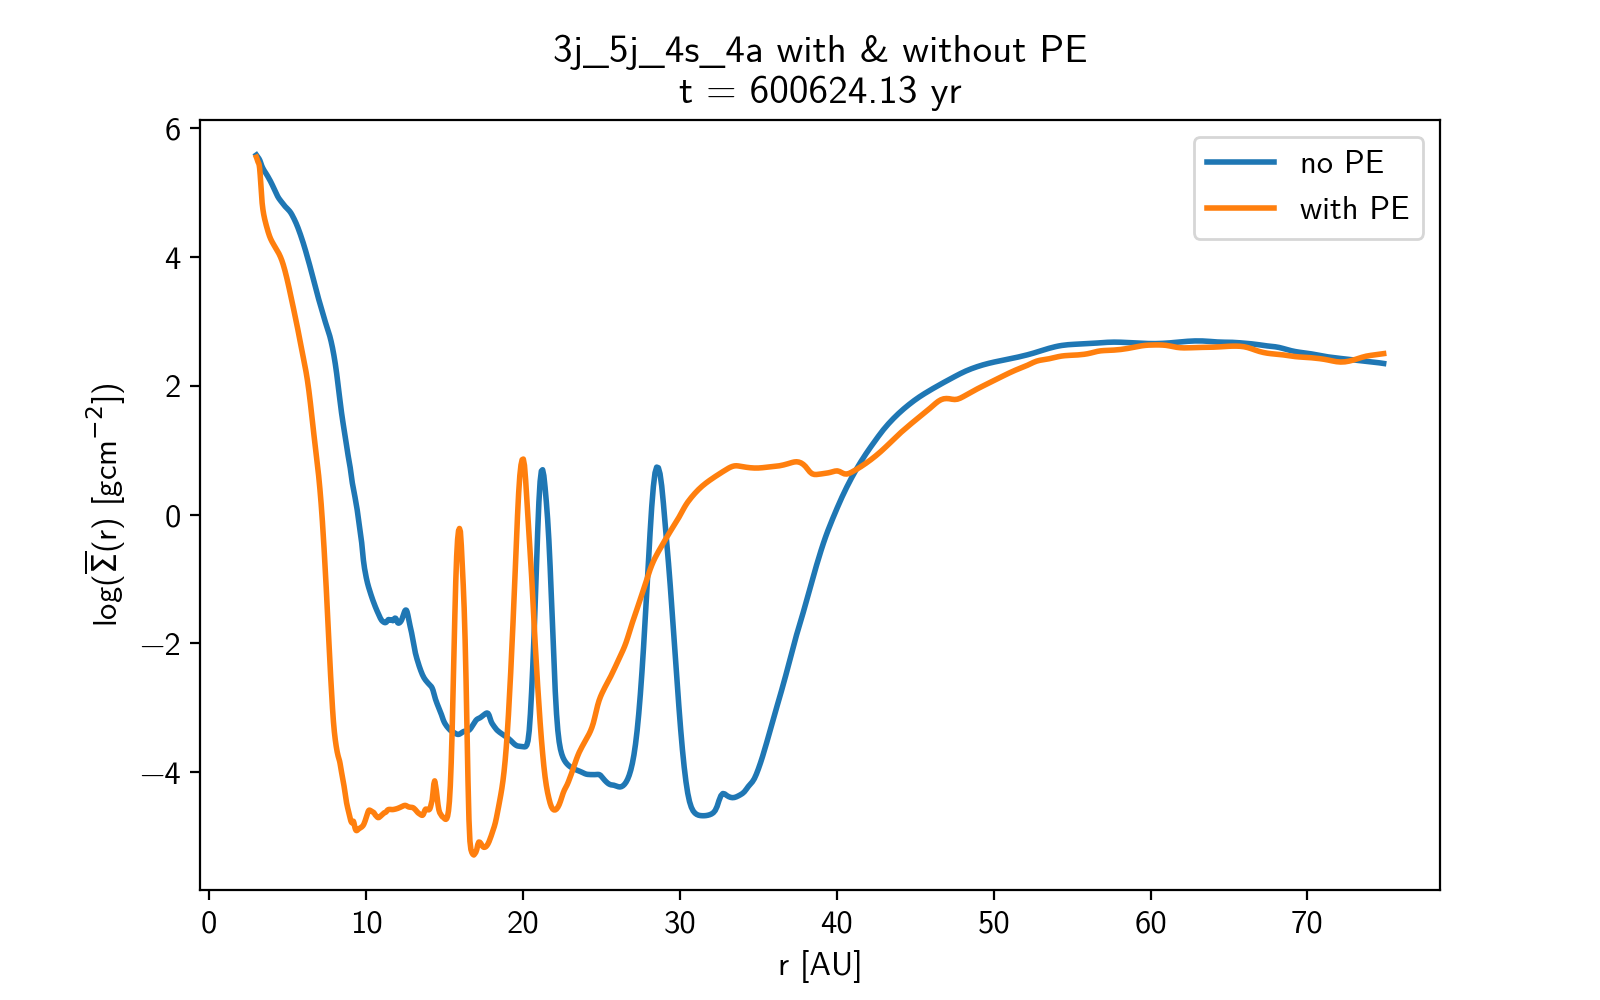 3j_5j_4s_4a with & without PE
t = 600624.13 yr
no PE
with PE
6
4
2
0
−2
−4
log(Σ̅(r) [gcm⁻²])
0 10 20 30 40 50 60 70
r [AU]